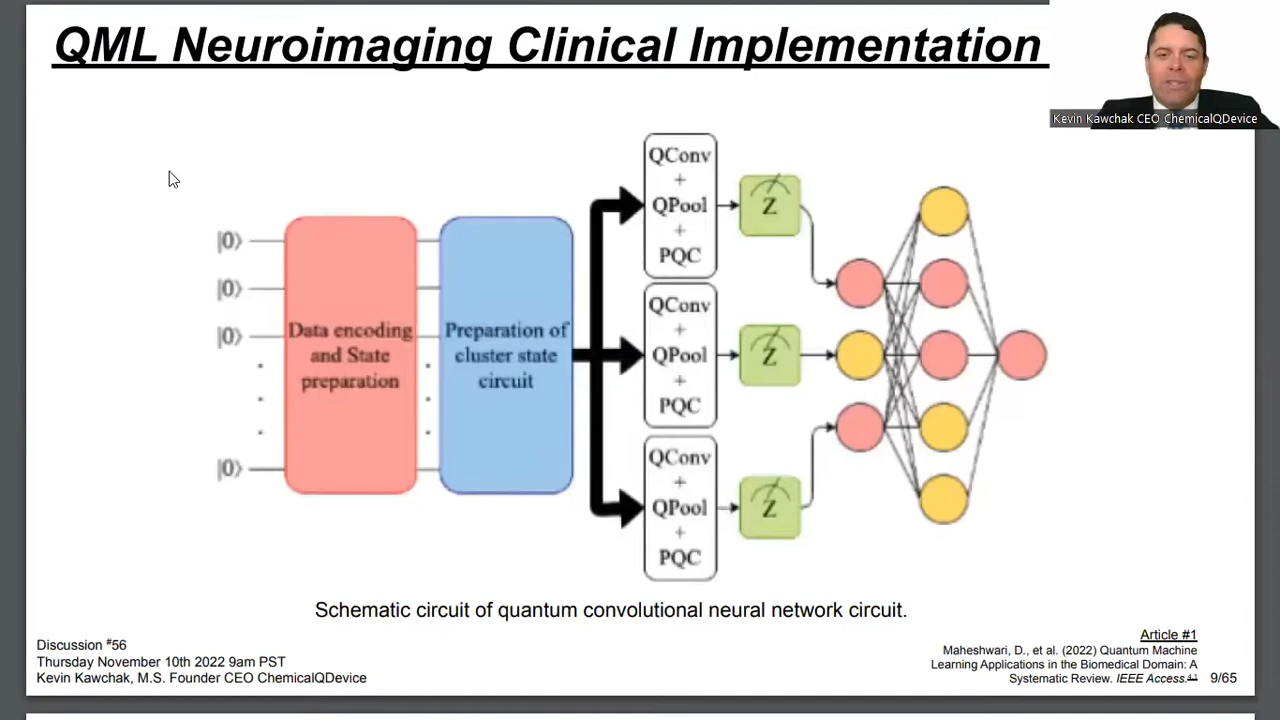 QML Neuroimaging Clinical Implementation
Kevin Kawchak CEO ChemicalQDevice
|0⟩
|0⟩
|0⟩
|0⟩
Data encoding
and State
preparation
Preparation of
cluster state
circuit
QConv
+
QPool
+
PQC
Z
QConv
+
QPool
+
PQC
Z
QConv
+
QPool
+
PQC
Z
Schematic circuit of quantum convolutional neural network circuit.
Discussion #56
Thursday November 10th 2022 9am PST
Kevin Kawchak, M.S. Founder CEO ChemicalQDevice
Article #1
Maheshwari, D., et al. (2022) Quantum Machine
Learning Applications in the Biomedical Domain: A
Systematic Review. IEEE Access.
9/65